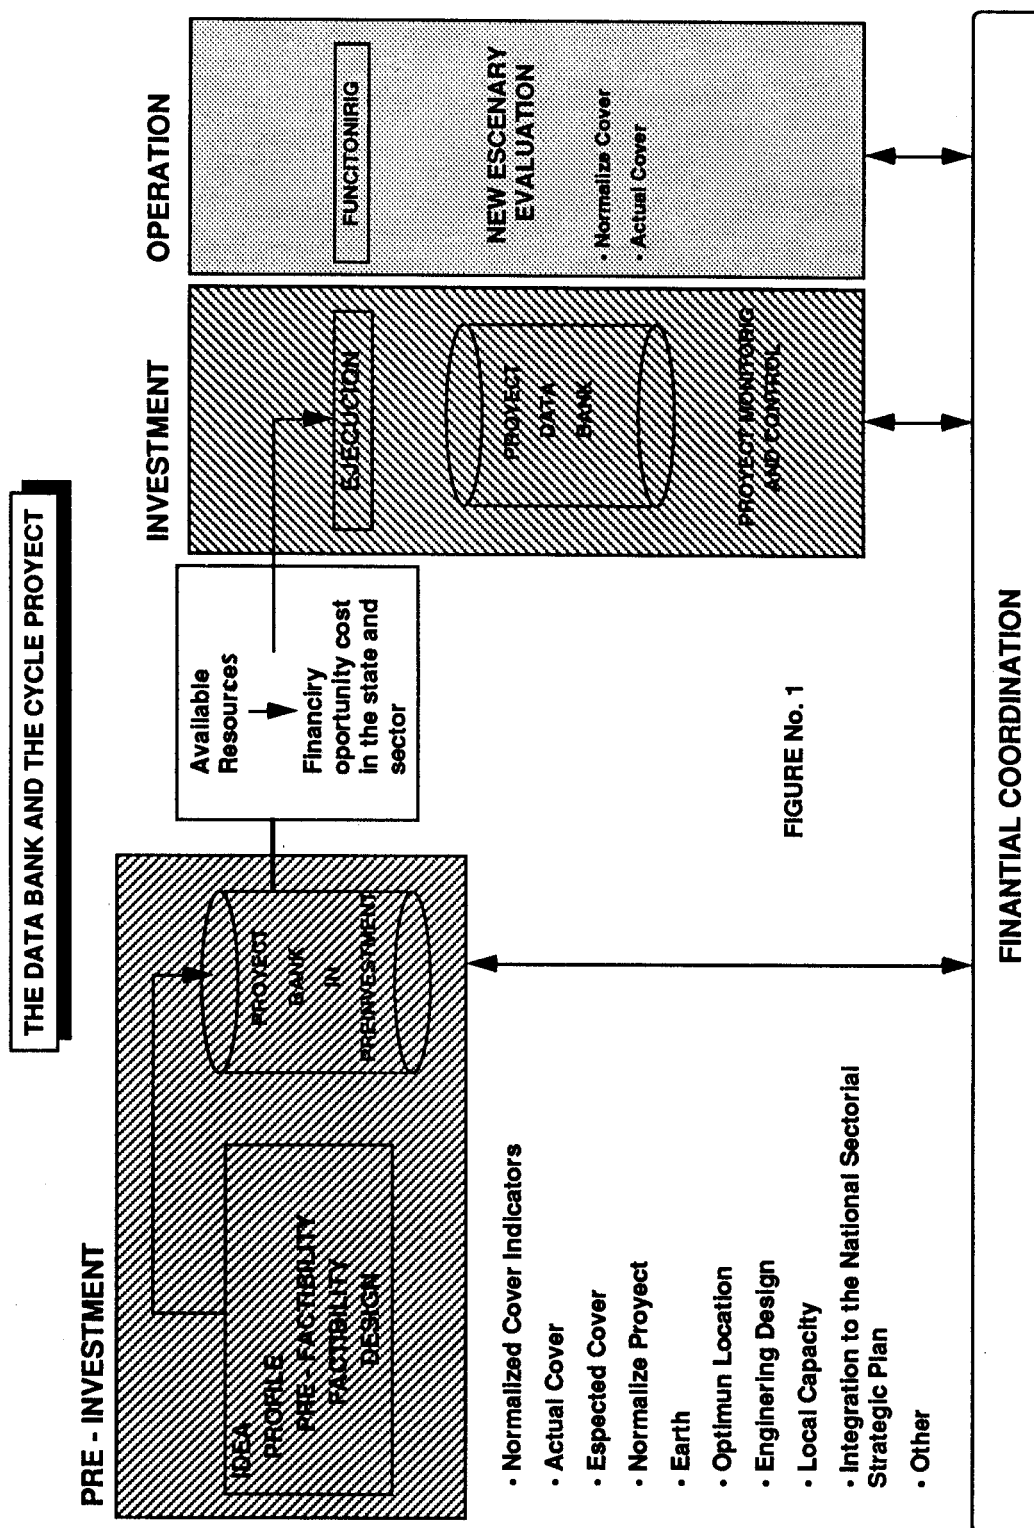 THE DATA BANK AND THE CYCLE PROYECT
PRE - INVESTMENT
IDEA
PROFILE
PRE - FACTIBILITY
FACTIBILITY
DESIGN
PROYECT
BANK
IN
PREINVESTMENT
• Normalized Cover Indicators
• Actual Cover
• Espected Cover
• Normalize Proyect
• Earth
• Optimun Location
• Enginering Design
• Local Capacity
• Integration to the National Sectorial
Strategic Plan
• Other
Available
Resources
Financiry
oportunity cost
in the state and
sector
INVESTMENT
EJECUCION
PROYECT
DATA
BANK
PROYECT MONITORIG
AND CONTROL
OPERATION
FUNCITONIRIG
NEW ESCENARY
EVALUATION
• Normalize Cover
• Actual Cover
FIGURE No. 1
FINANTIAL COORDINATION